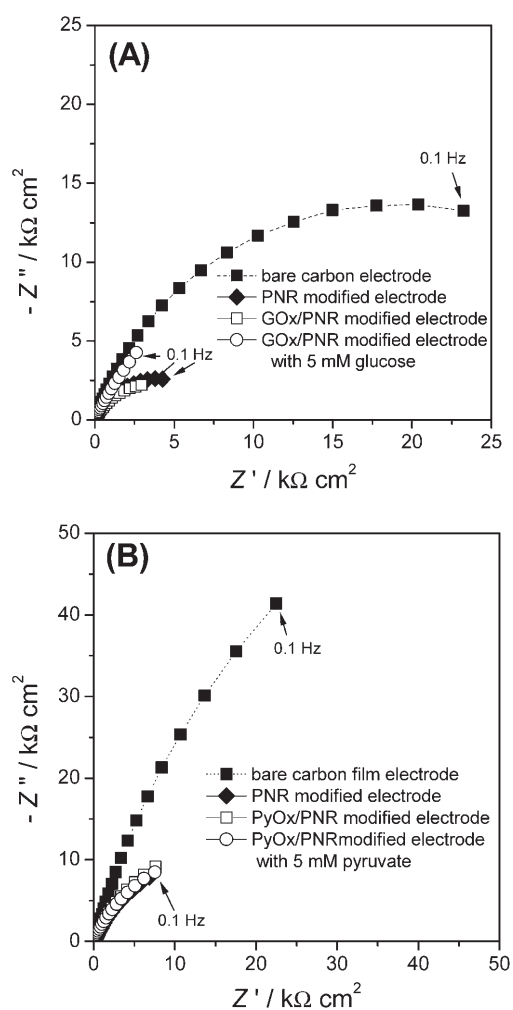 (A)
25
20
15
10
5
0
- Z '' / kΩ cm²
0.1 Hz
bare carbon electrode
PNR modified electrode
GOx/PNR modified electrode
GOx/PNR modified electrode
with 5 mM glucose
0.1 Hz
0 5 10 15 20 25
Z ' / kΩ cm²
(B)
50
40
30
20
10
0
- Z '' / kΩ cm²
0.1 Hz
bare carbon film electrode
PNR modified electrode
PyOx/PNR modified electrode
PyOx/PNRmodified electrode
with 5 mM pyruvate
0.1 Hz
0 10 20 30 40 50
Z ' / kΩ cm²